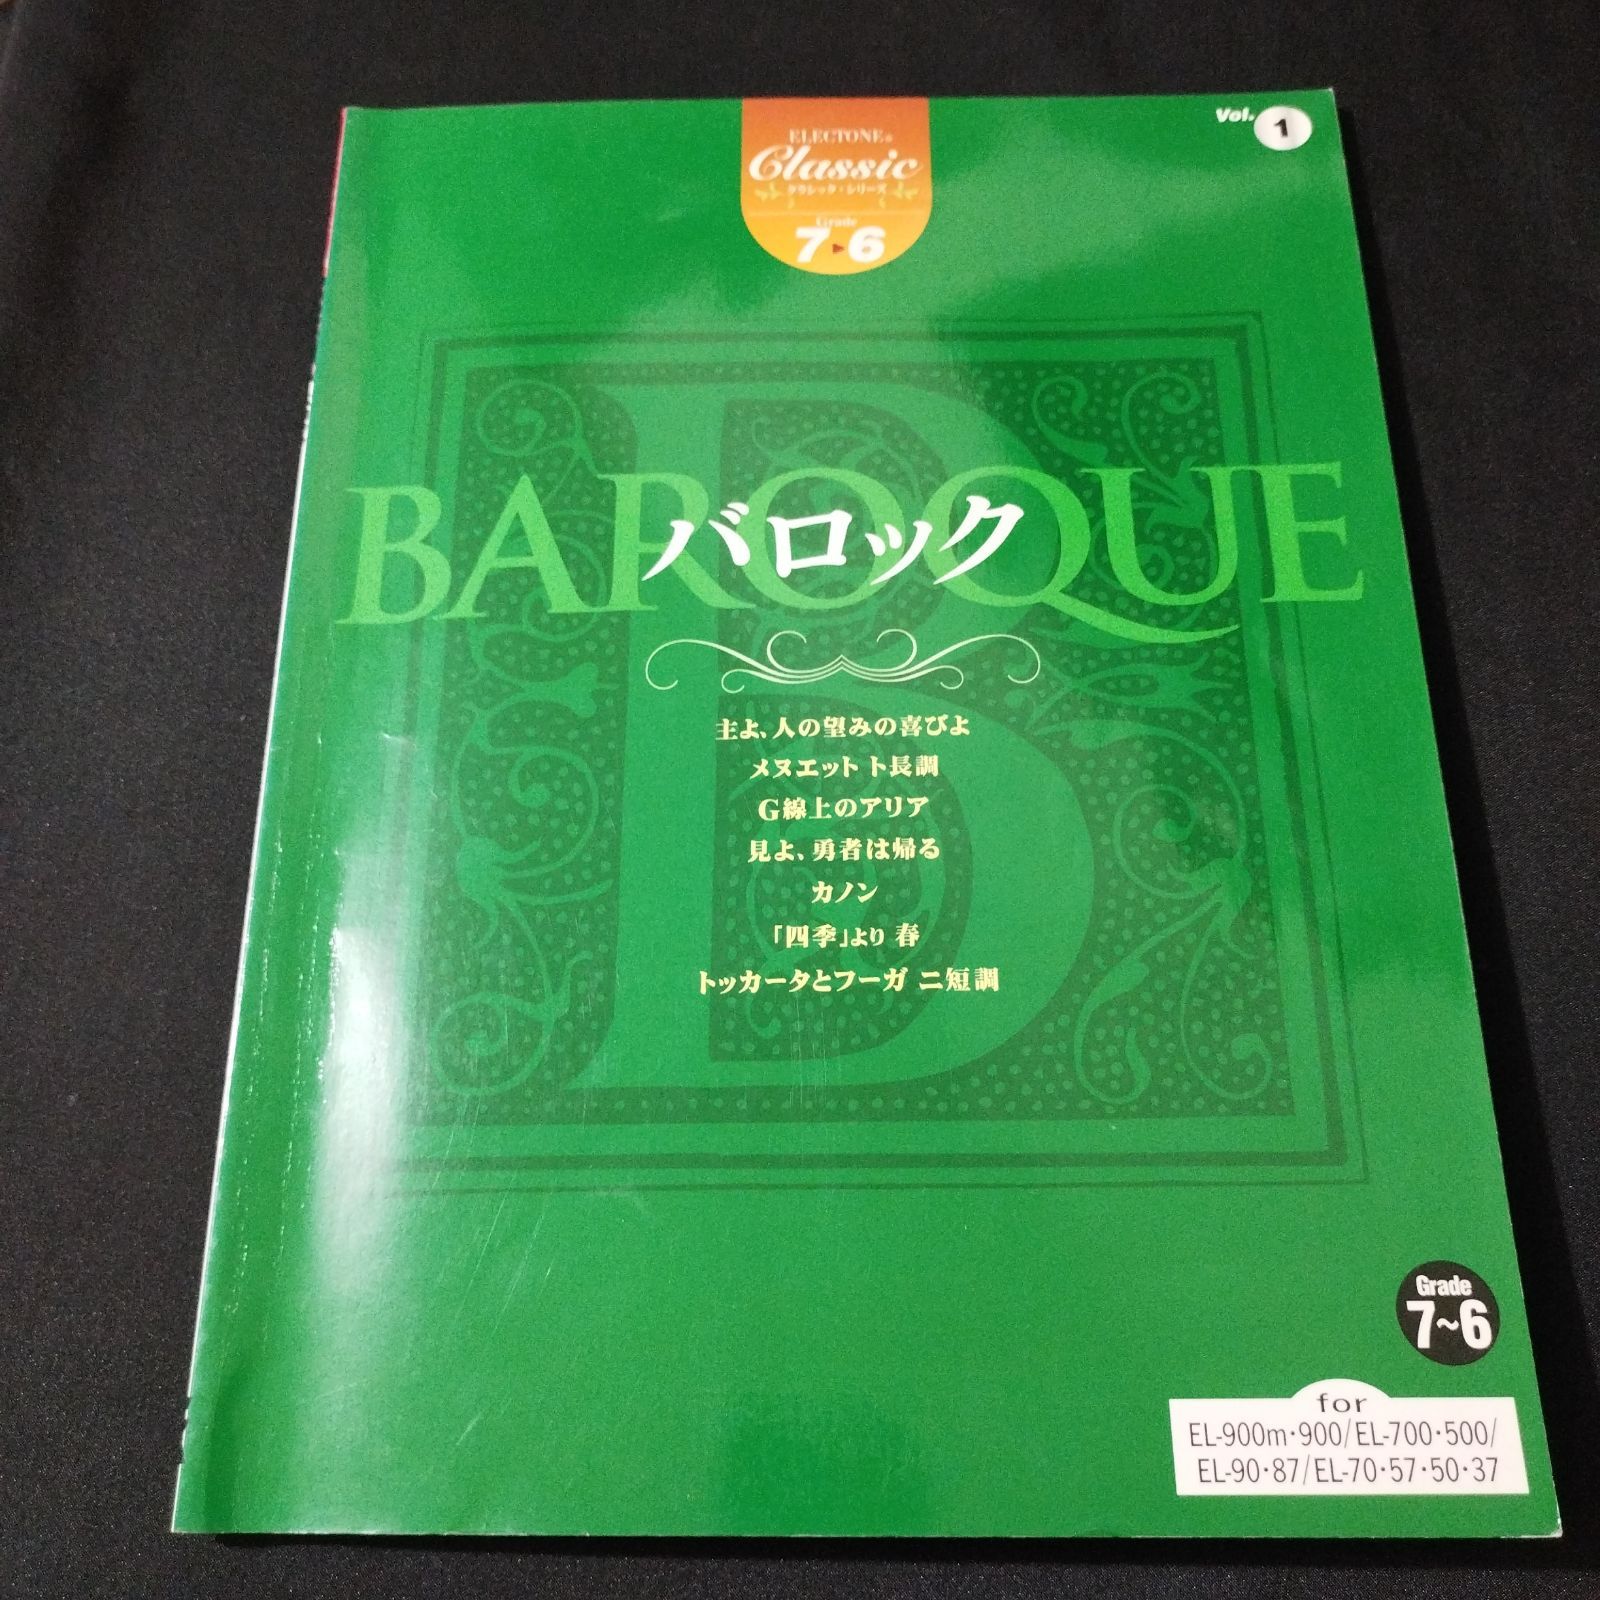 Vol. 1
ELECTONE®
Classic
クラシック・シリーズ
Grade
7▶6
BAROQUE
バロック
主よ、人の望みの喜びよ
メヌエット ト長調
G線上のアリア
見よ、勇者は帰る
カノン
「四季」より 春
トッカータとフーガ ニ短調
Grade
7~6
for
EL-900m・900/EL-700・500/
EL-90・87/EL-70・57・50・37